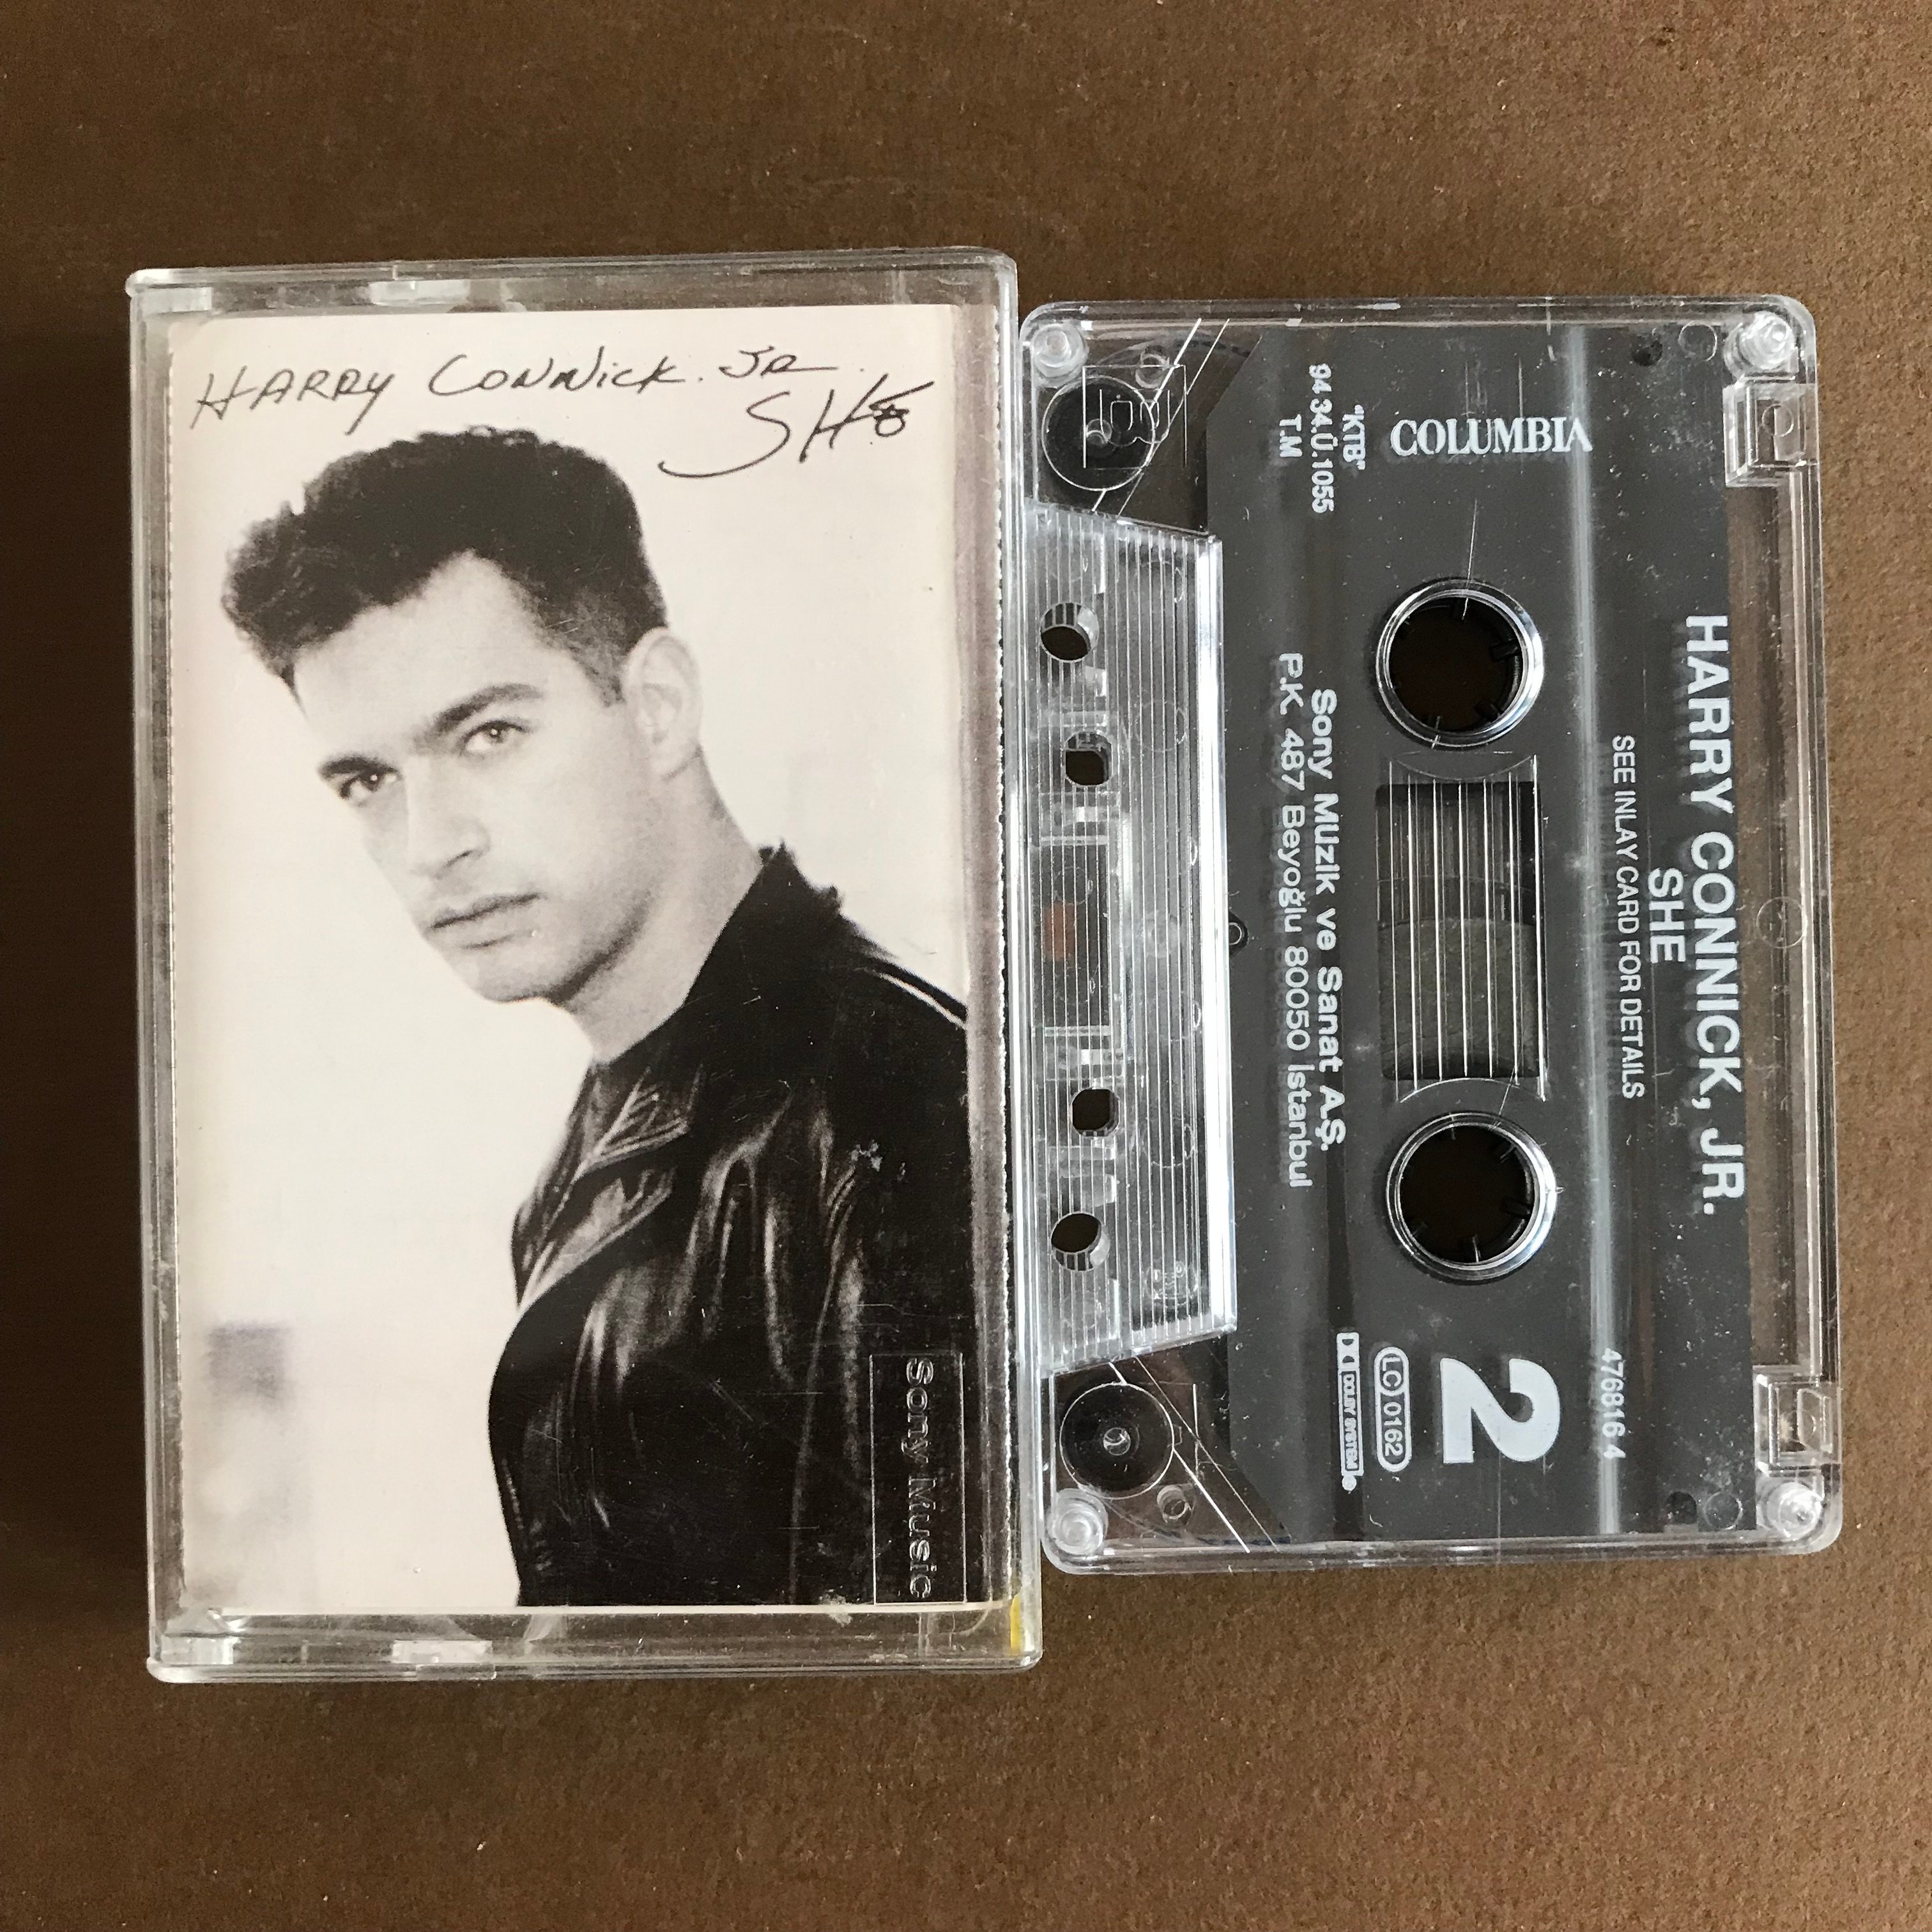 HARRY CONNICK. JR.
SHE
Sony Music
COLUMBIA
"KTB"
94.34.Ü.1055
T.M
HARRY CONNICK, JR.
SHE
SEE INLAY CARD FOR DETAILS
Sony Müzik ve Sanat A.Ş.
P.K. 487 Beyoğlu 80050 İstanbul
476816 4
2
LC 0162
DOLBY SYSTEM